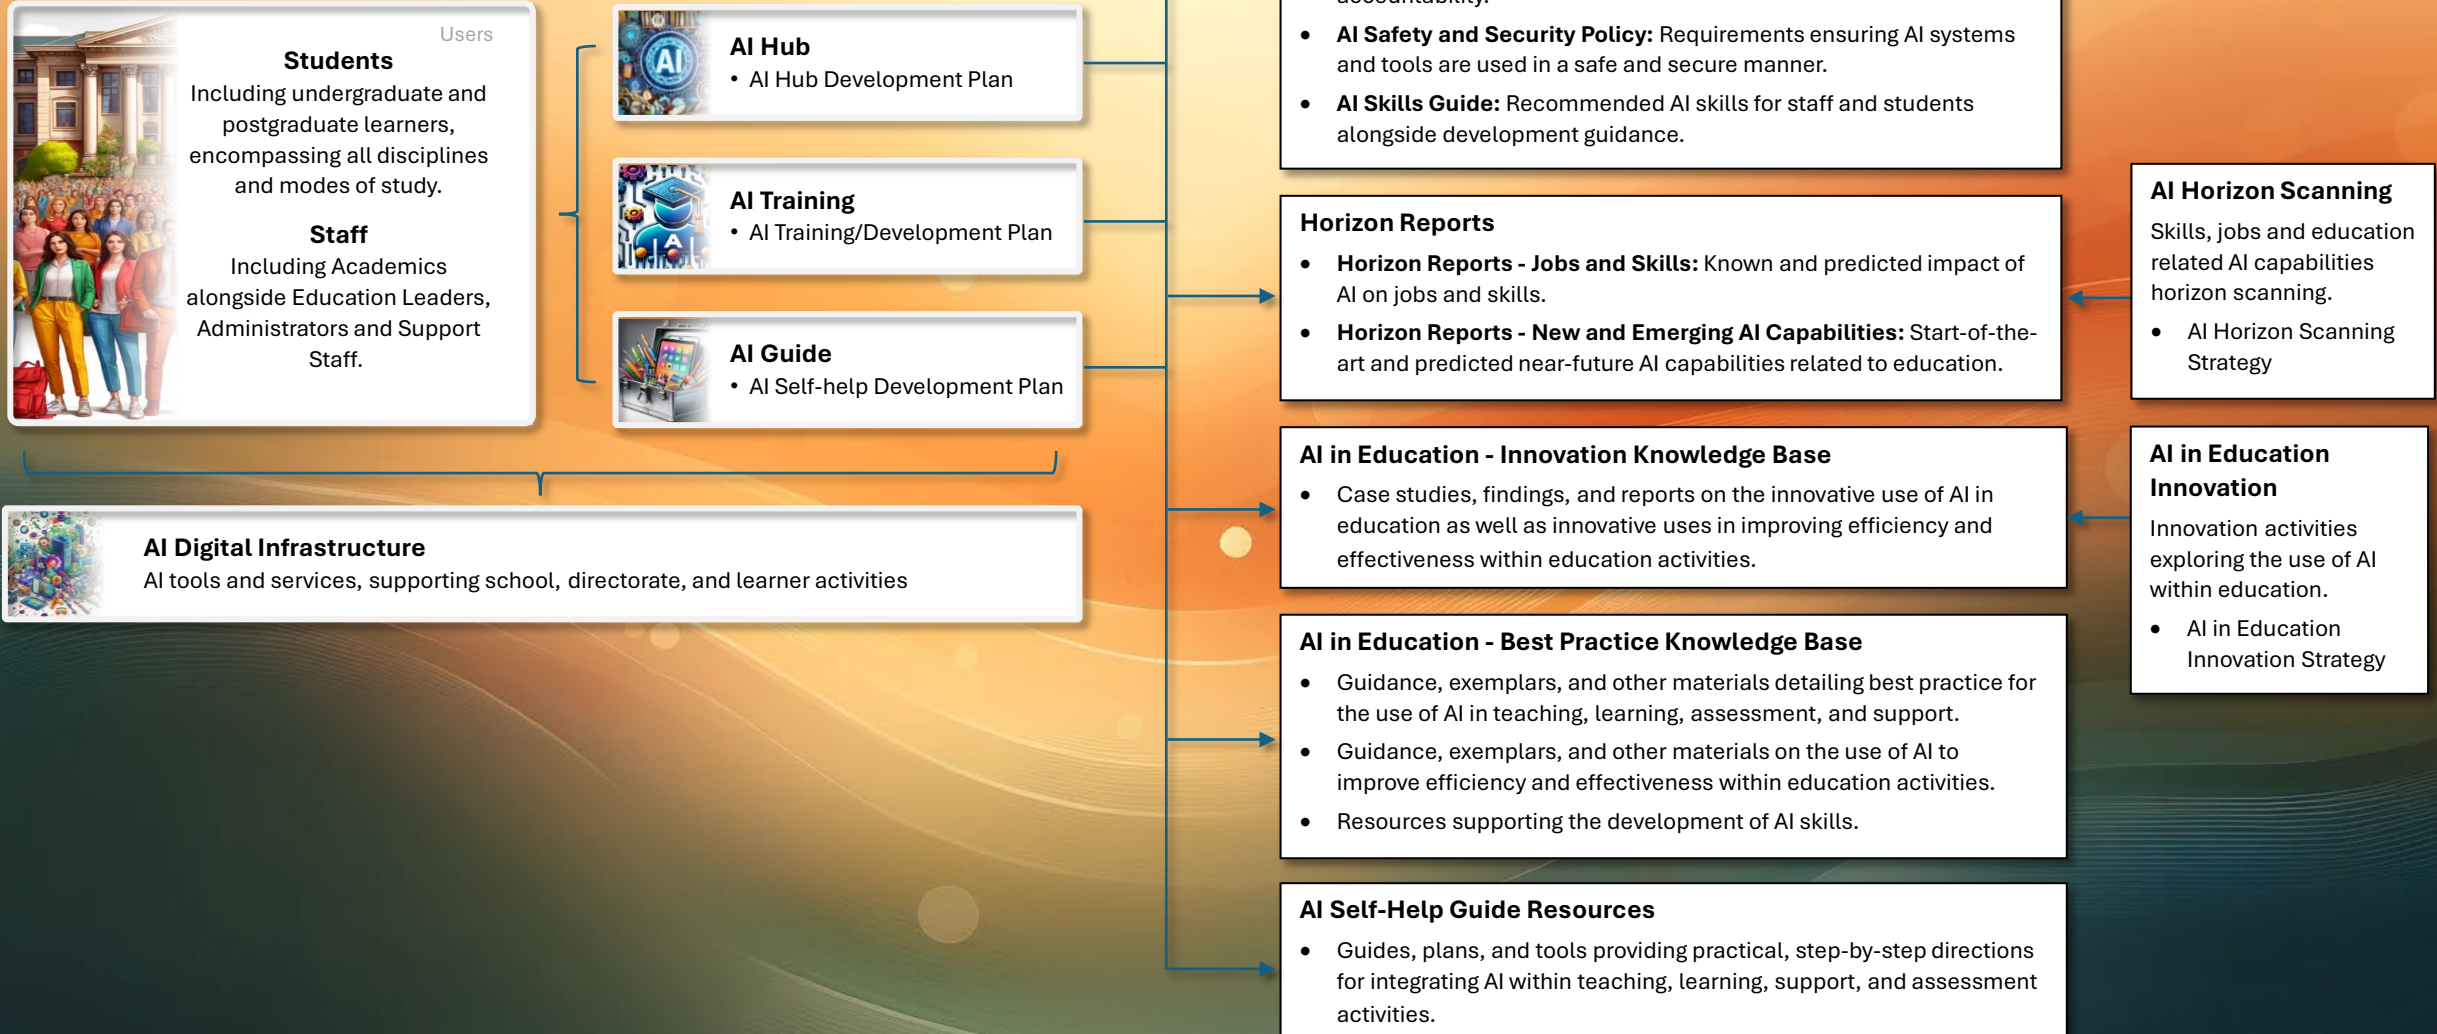 Users
Students
Including undergraduate and
postgraduate learners,
encompassing all disciplines
and modes of study.
Staff
Including Academics
alongside Education Leaders,
Administrators and Support
Staff.
AI Hub
• AI Hub Development Plan
AI Training
• AI Training/Development Plan
AI Guide
• AI Self-help Development Plan
AI Digital Infrastructure
AI tools and services, supporting school, directorate, and learner activities
accountability.
• AI Safety and Security Policy: Requirements ensuring AI systems
and tools are used in a safe and secure manner.
• AI Skills Guide: Recommended AI skills for staff and students
alongside development guidance.
Horizon Reports
• Horizon Reports - Jobs and Skills: Known and predicted impact of
AI on jobs and skills.
• Horizon Reports - New and Emerging AI Capabilities: Start-of-the-
art and predicted near-future AI capabilities related to education.
AI in Education - Innovation Knowledge Base
• Case studies, findings, and reports on the innovative use of AI in
education as well as innovative uses in improving efficiency and
effectiveness within education activities.
AI in Education - Best Practice Knowledge Base
• Guidance, exemplars, and other materials detailing best practice for
the use of AI in teaching, learning, assessment, and support.
• Guidance, exemplars, and other materials on the use of AI to
improve efficiency and effectiveness within education activities.
• Resources supporting the development of AI skills.
AI Self-Help Guide Resources
• Guides, plans, and tools providing practical, step-by-step directions
for integrating AI within teaching, learning, support, and assessment
activities.
AI Horizon Scanning
Skills, jobs and education
related AI capabilities
horizon scanning.
• AI Horizon Scanning
Strategy
AI in Education
Innovation
Innovation activities
exploring the use of AI
within education.
• AI in Education
Innovation Strategy
AI
A